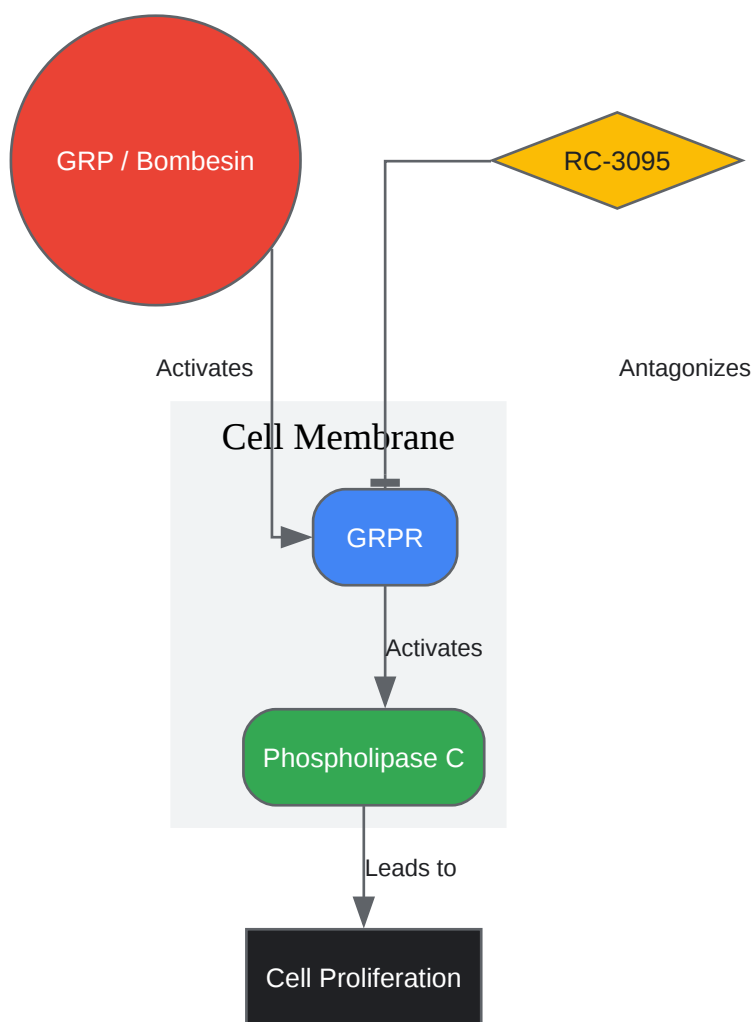 GRP / Bombesin
RC-3095
Activates
Antagonizes
Cell Membrane
GRPR
Activates
Phospholipase C
Leads to
Cell Proliferation